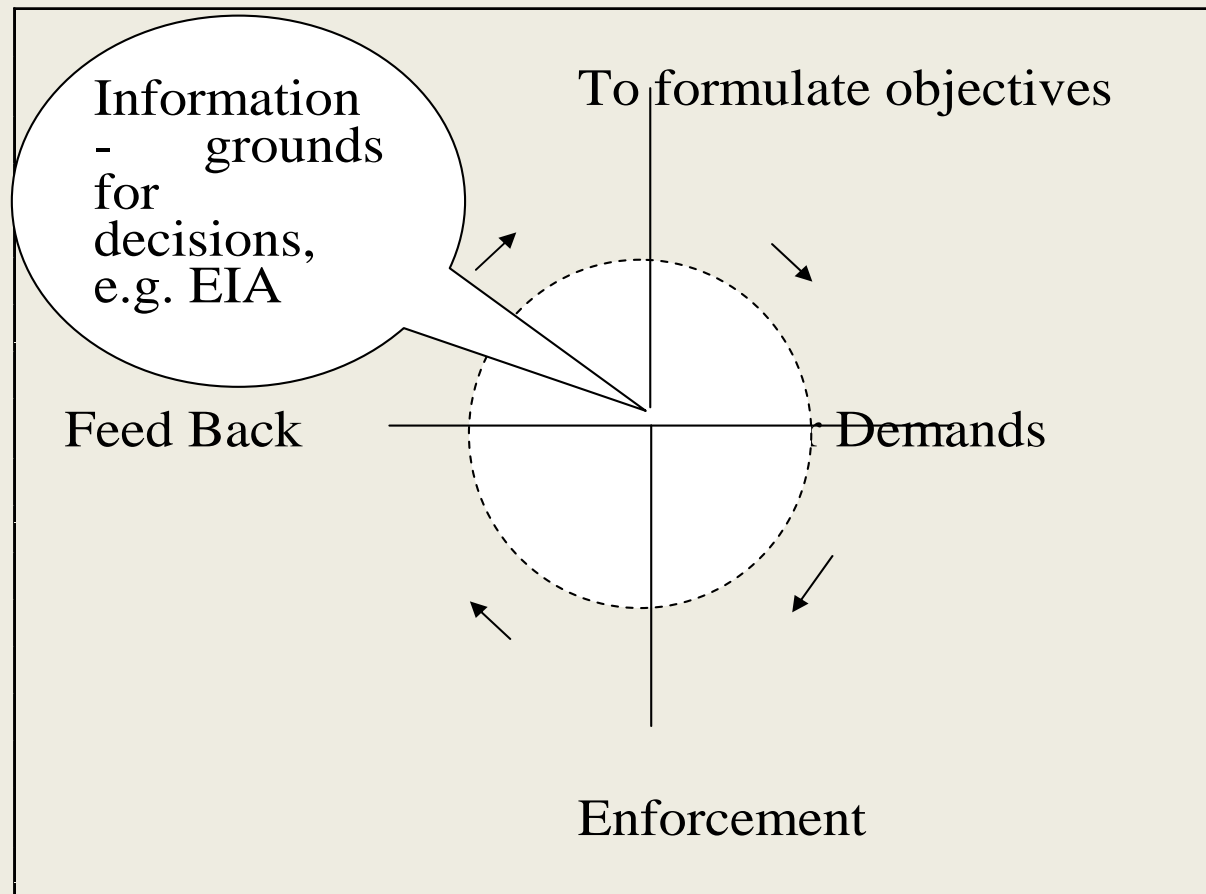 Information
- grounds
for
decisions,
e.g. EIA
To formulate objectives
Feed Back
Demands
Enforcement